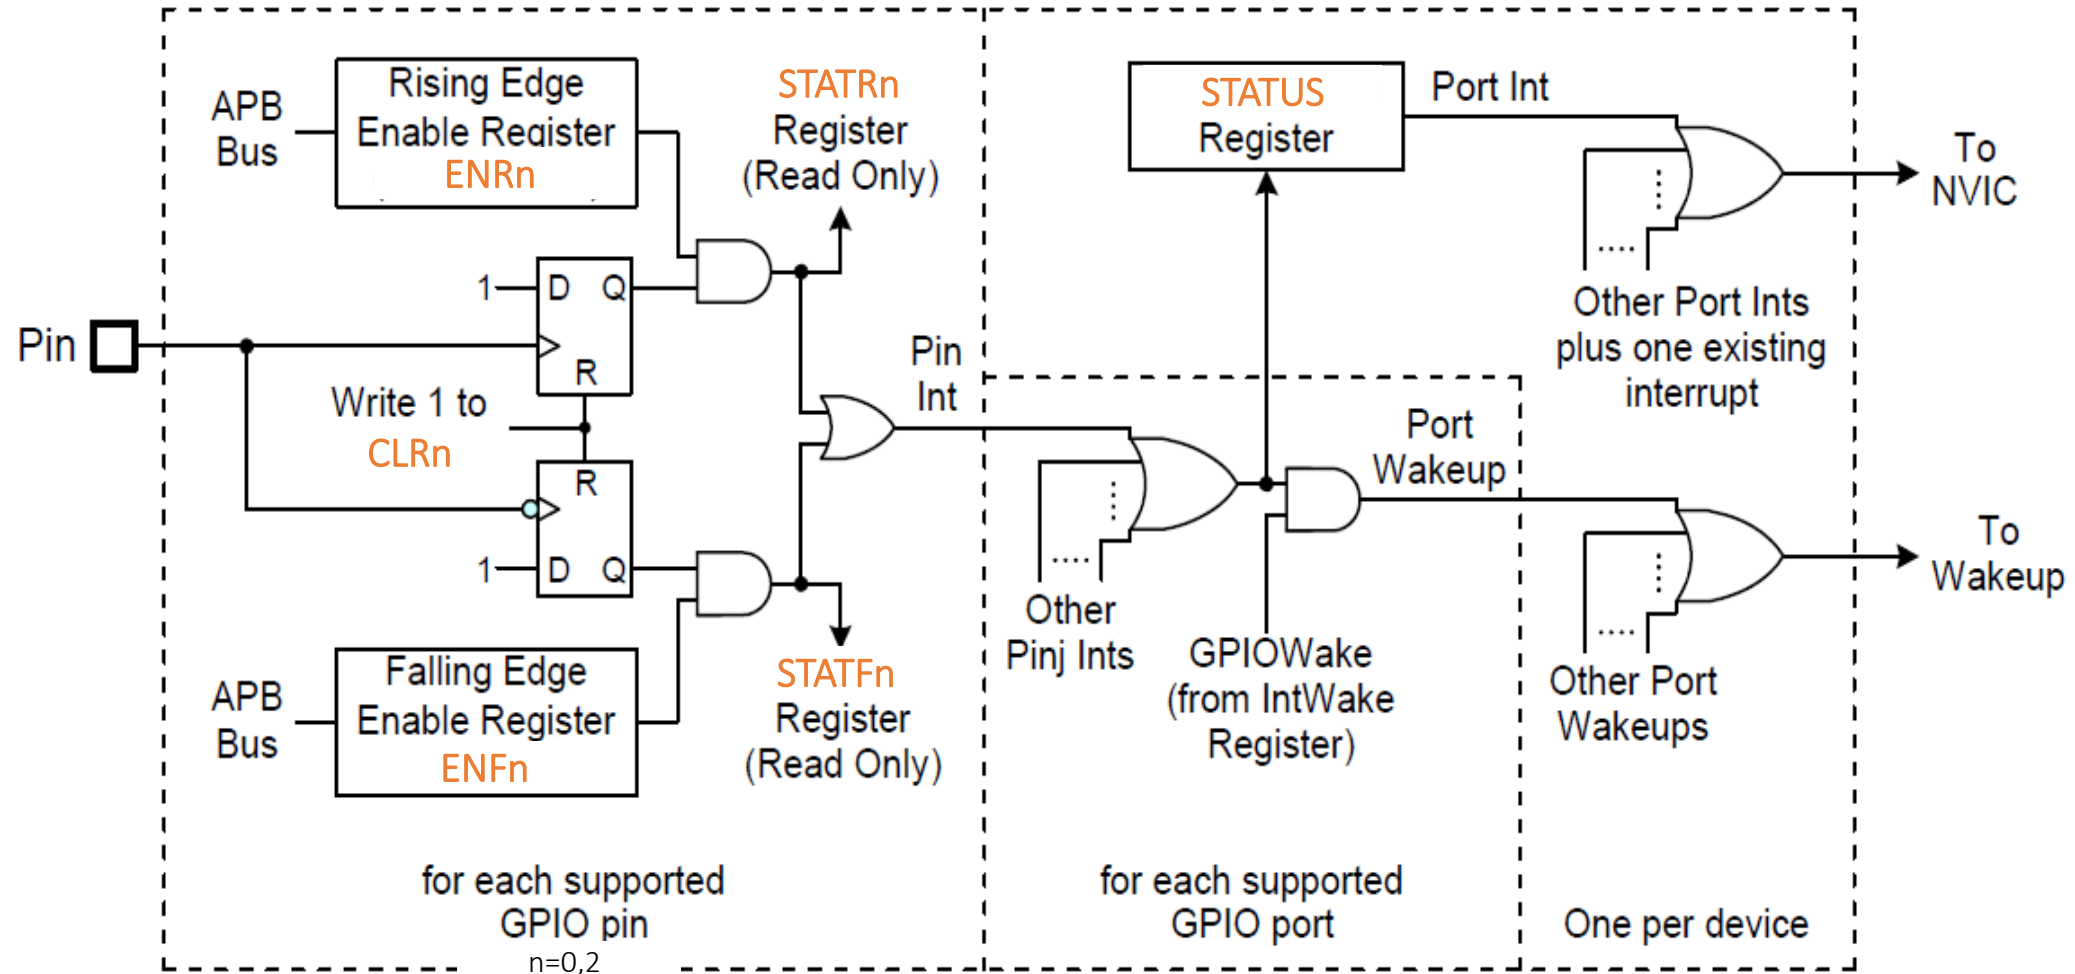 APB
Bus
Rising Edge
Enable Register
ENRn
STATRn
Register
(Read Only)
1
D
Q
R
Pin
Write 1 to
CLRn
R
1
D
Q
APB
Bus
Falling Edge
Enable Register
ENFn
STATFn
Register
(Read Only)
for each supported
GPIO pin
n=0,2
Pin
Int
STATUS
Register
Port Int
To
NVIC
Other Port Ints
plus one existing
interrupt
Port
Wakeup
Other
Pinj Ints
GPIOWake
(from IntWake
Register)
To
Wakeup
Other Port
Wakeups
for each supported
GPIO port
One per device